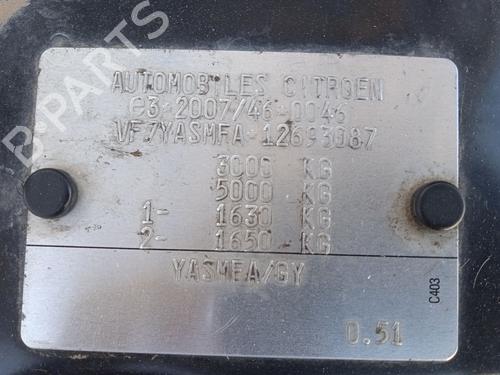 AUTOMOBILES CITROEN
e3*2007/46*0046
VF7YASMFA 12693087
3000 KG
5000 KG
1- 1630 KG
2- 1650 KG
YASMFA/GY
C403
0.51
B-PARTS
B-PARTS